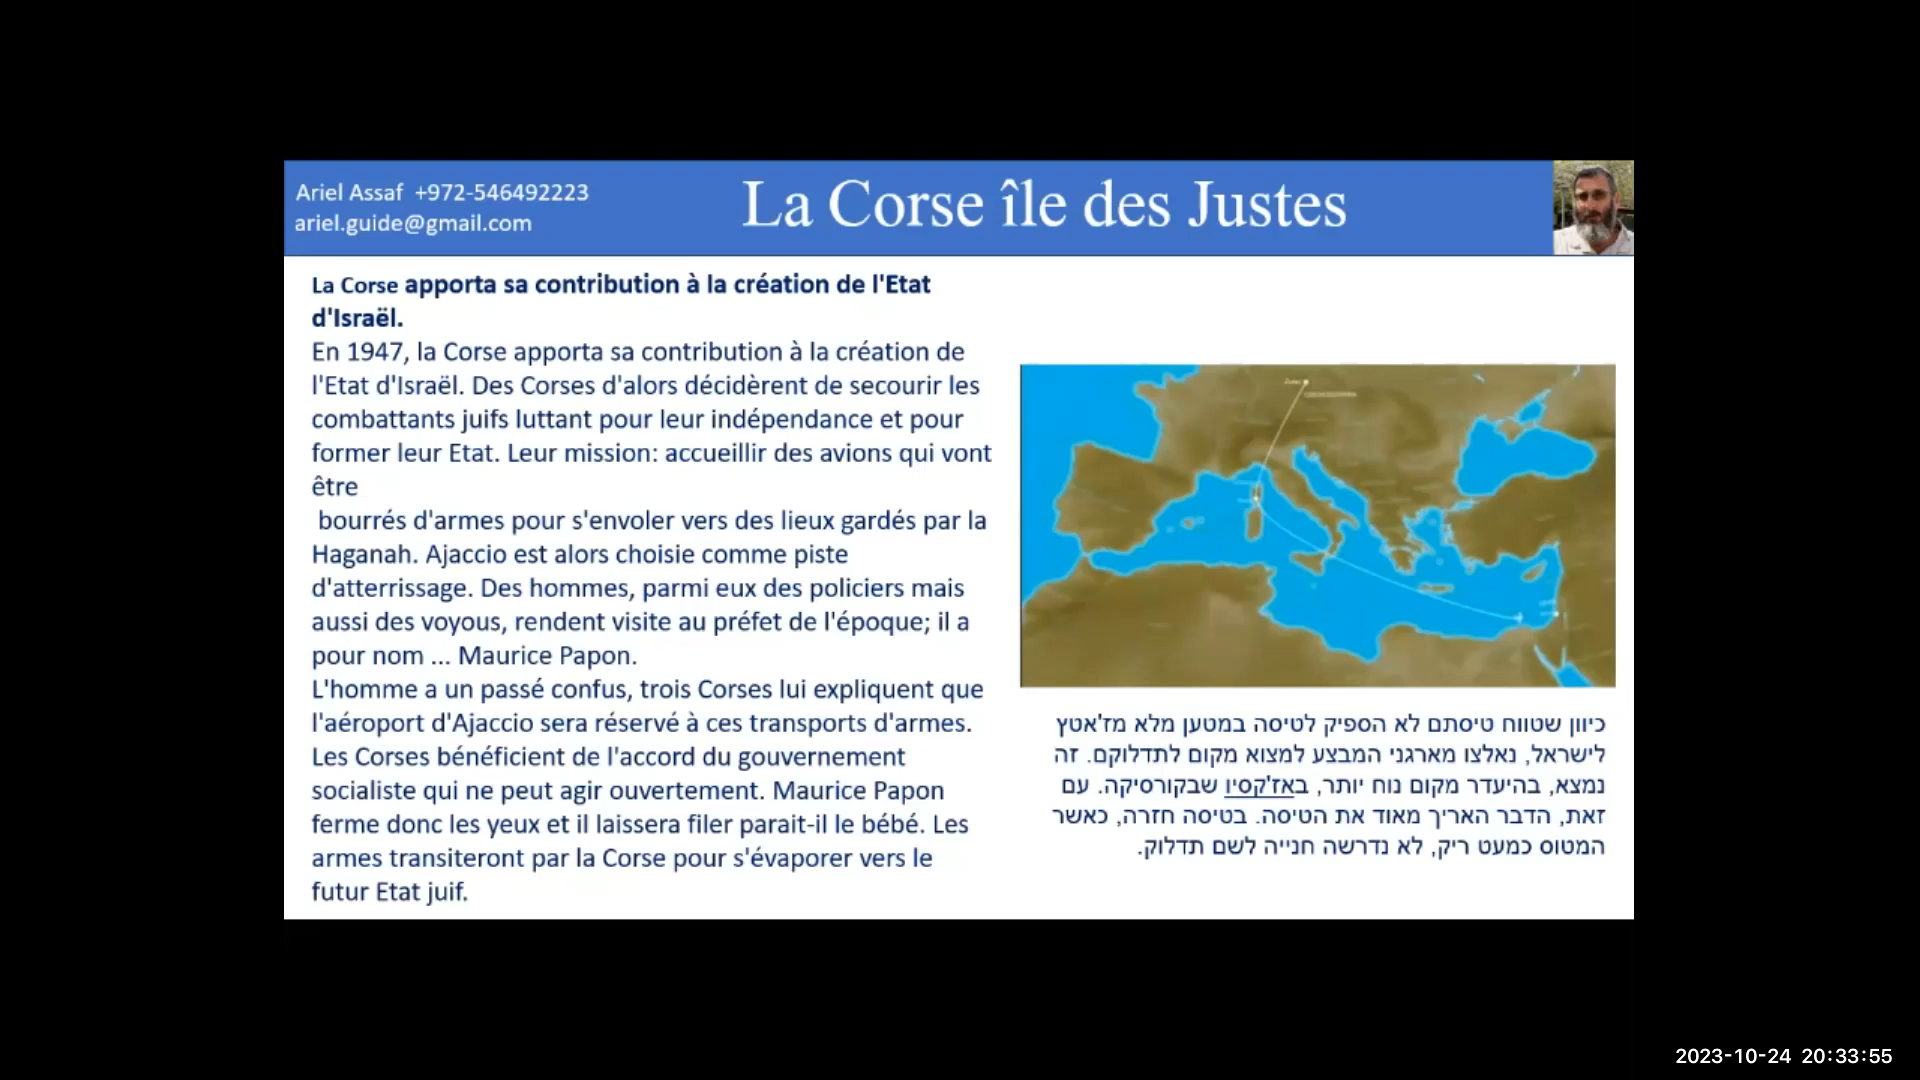 Ariel Assaf +972-546492223
ariel.guide@gmail.com
La Corse île des Justes
La Corse apporta sa contribution à la création de l'Etat
d'Israël.
En 1947, la Corse apporta sa contribution à la création de
l'Etat d'Israël. Des Corses d'alors décidèrent de secourir les
combattants juifs luttant pour leur indépendance et pour
former leur Etat. Leur mission: accueillir des avions qui vont
être
bourrés d'armes pour s'envoler vers des lieux gardés par la
Haganah. Ajaccio est alors choisie comme piste
d'atterrissage. Des hommes, parmi eux des policiers mais
aussi des voyous, rendent visite au préfet de l'époque; il a
pour nom ... Maurice Papon.
L'homme a un passé confus, trois Corses lui expliquent que
l'aéroport d'Ajaccio sera réservé à ces transports d'armes.
Les Corses bénéficient de l'accord du gouvernement
socialiste qui ne peut agir ouvertement. Maurice Papon
ferme donc les yeux et il laissera filer parait-il le bébé. Les
armes transiteront par la Corse pour s'évaporer vers le
futur Etat juif.
כיוון שטווח טיסתם לא הספיק לטיסה במטען מלא מז'אטץ
לישראל, נאלצו מארגני המבצע למצוא מקום לתדלוקם. זה
נמצא, בהיעדר מקום נוח יותר, באז'קסיו שבקורסיקה. עם
זאת, הדבר האריך מאוד את הטיסה. בטיסה חזרה, כאשר
המטוס כמעט ריק, לא נדרשה חנייה לשם תדלוק.
2023-10-24 20:33:55